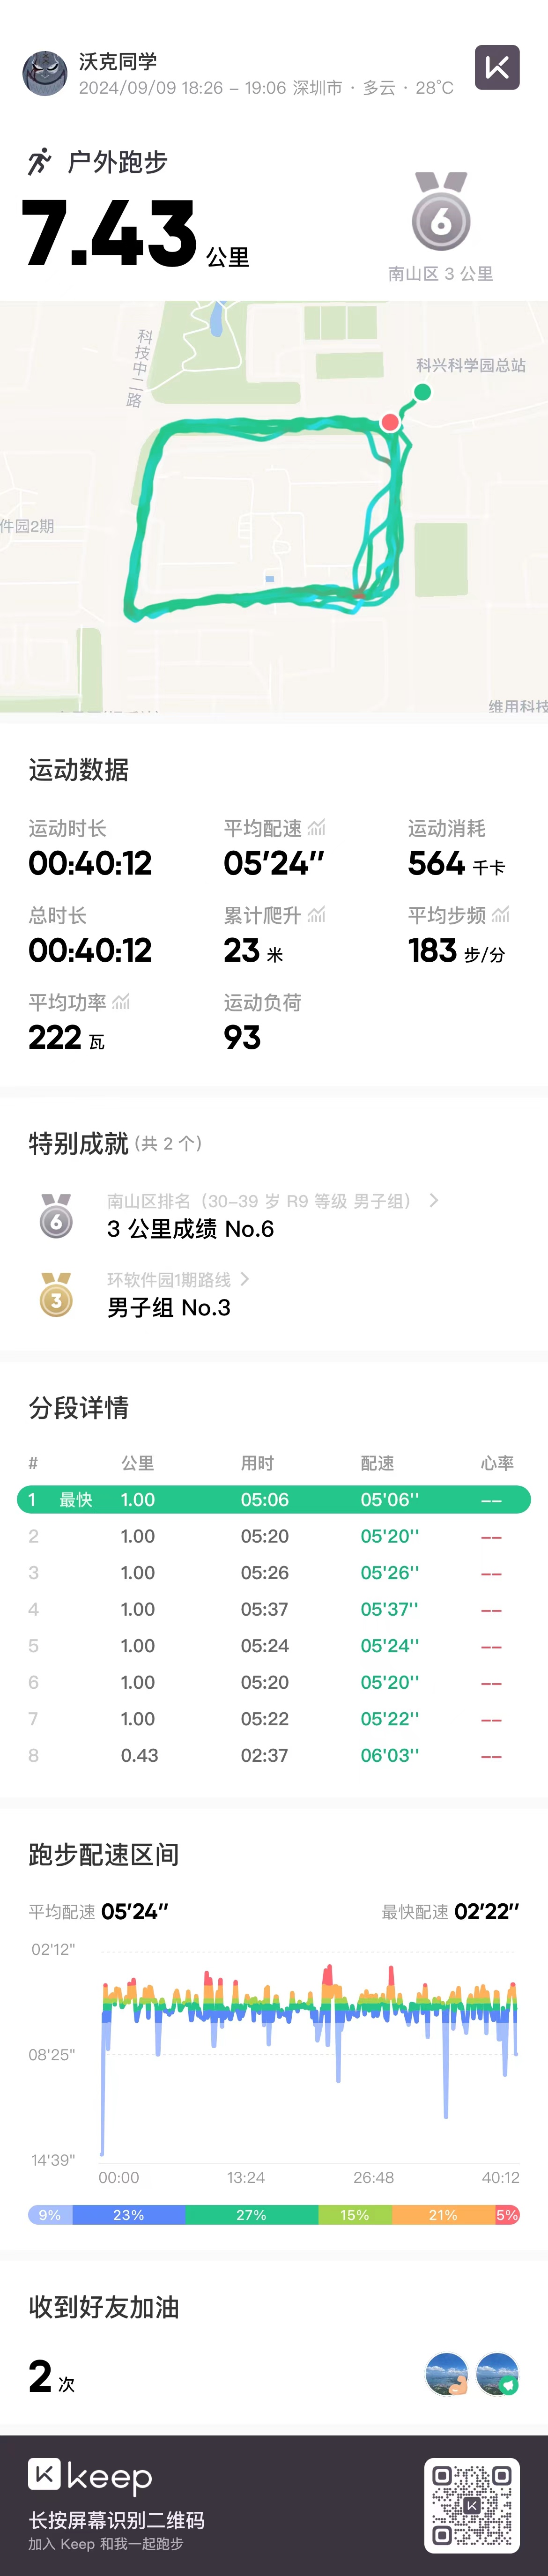 沃克同学
2024/09/09 18:26 - 19:06 深圳市 · 多云 · 28°C
户外跑步
7.43 公里
6
南山区 3 公里
科技中二路
科兴科学园总站
件园2期
维用科技
运动数据
运动时长 平均配速 运动消耗
00:40:12 05'24'' 564 千卡
总时长 累计爬升 平均步频
00:40:12 23 米 183 步/分
平均功率 运动负荷
222 瓦 93
特别成就 (共 2 个)
6
南山区排名（30-39 岁 R9 等级 男子组）
3 公里成绩 No.6
3
环软件园1期路线
男子组 No.3
分段详情
# 公里 用时 配速 心率
1 最快 1.00 05:06 05'06'' --
2 1.00 05:20 05'20'' --
3 1.00 05:26 05'26'' --
4 1.00 05:37 05'37'' --
5 1.00 05:24 05'24'' --
6 1.00 05:20 05'20'' --
7 1.00 05:22 05'22'' --
8 0.43 02:37 06'03'' --
跑步配速区间
平均配速 05'24'' 最快配速 02'22''
02'12"
08'25"
14'39"
00:00 13:24 26:48 40:12
9% 23% 27% 15% 21% 5%
收到好友加油
2 次
keep
长按屏幕识别二维码
加入 Keep 和我一起跑步